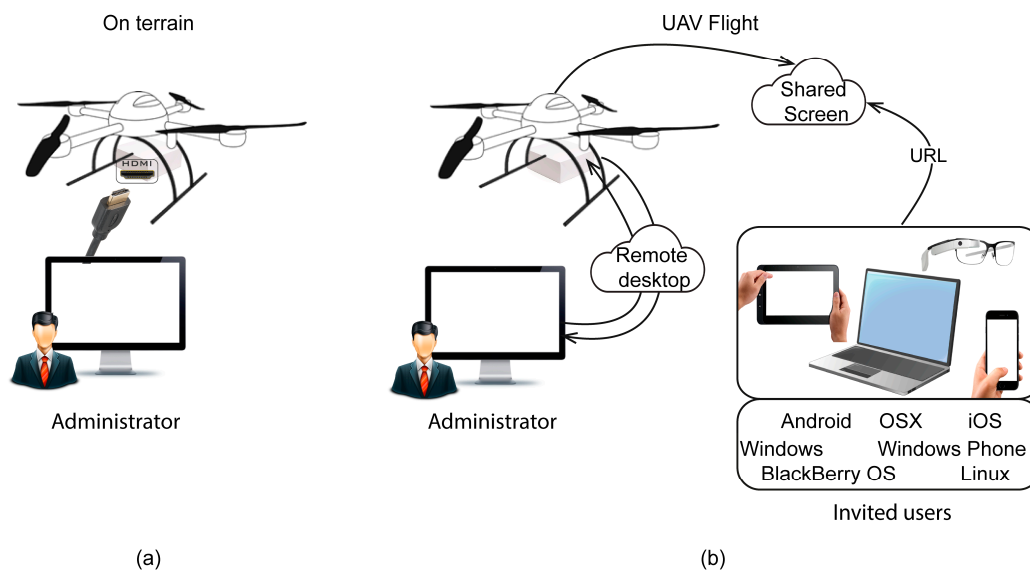 On terrain
HDMI
Administrator
(a)
UAV Flight
Shared
Screen
URL
Remote
desktop
Administrator
Android OSX iOS
Windows Windows Phone
BlackBerry OS Linux
Invited users
(b)